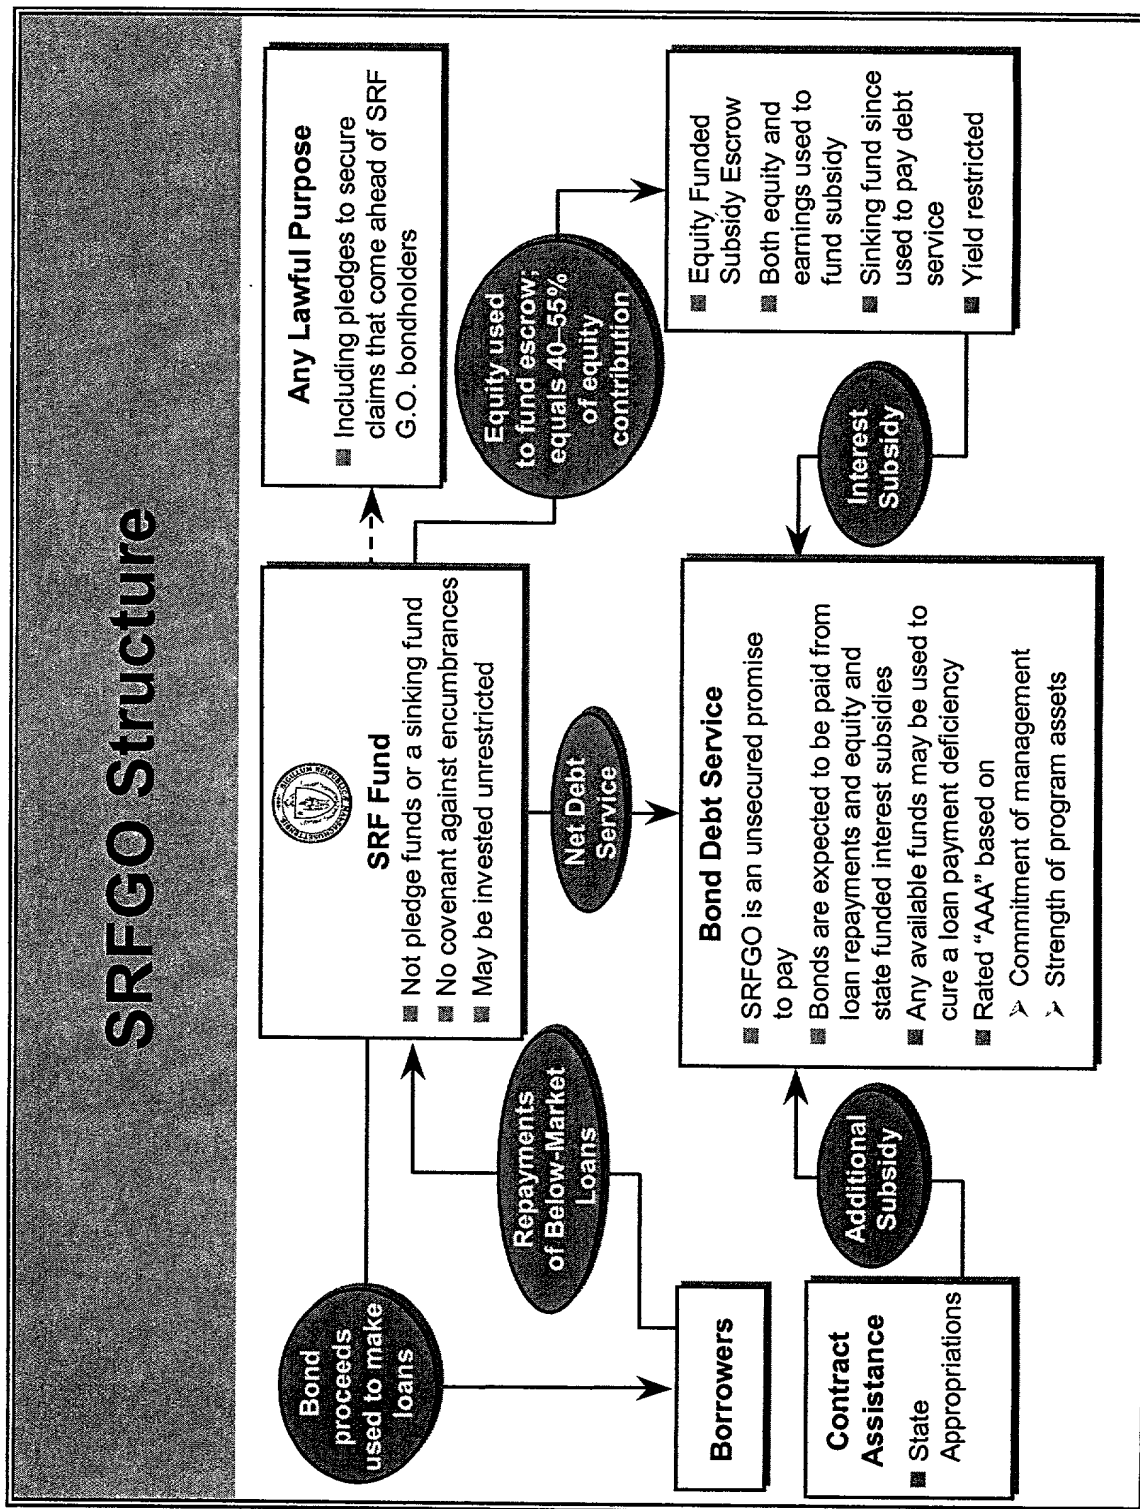 SRFGO Structure
Bond
proceeds
used to make
loans
SRF Fund
■ Not pledge funds or a sinking fund
■ No covenant against encumbrances
■ May be invested unrestricted
Any Lawful Purpose
■ Including pledges to secure
claims that come ahead of SRF
G.O. bondholders
Repayments
of Below-Market
Loans
Net Debt
Service
Equity used
to fund escrow;
equals 40–55%
of equity
contribution
Borrowers
Contract
Assistance
■ State
Appropriations
Additional
Subsidy
Bond Debt Service
■ SRFGO is an unsecured promise
to pay
■ Bonds are expected to be paid from
loan repayments and equity and
state funded interest subsidies
■ Any available funds may be used to
cure a loan payment deficiency
■ Rated “AAA” based on
➢ Commitment of management
➢ Strength of program assets
Interest
Subsidy
■ Equity Funded
Subsidy Escrow
■ Both equity and
earnings used to
fund subsidy
■ Sinking fund since
used to pay debt
service
■ Yield restricted